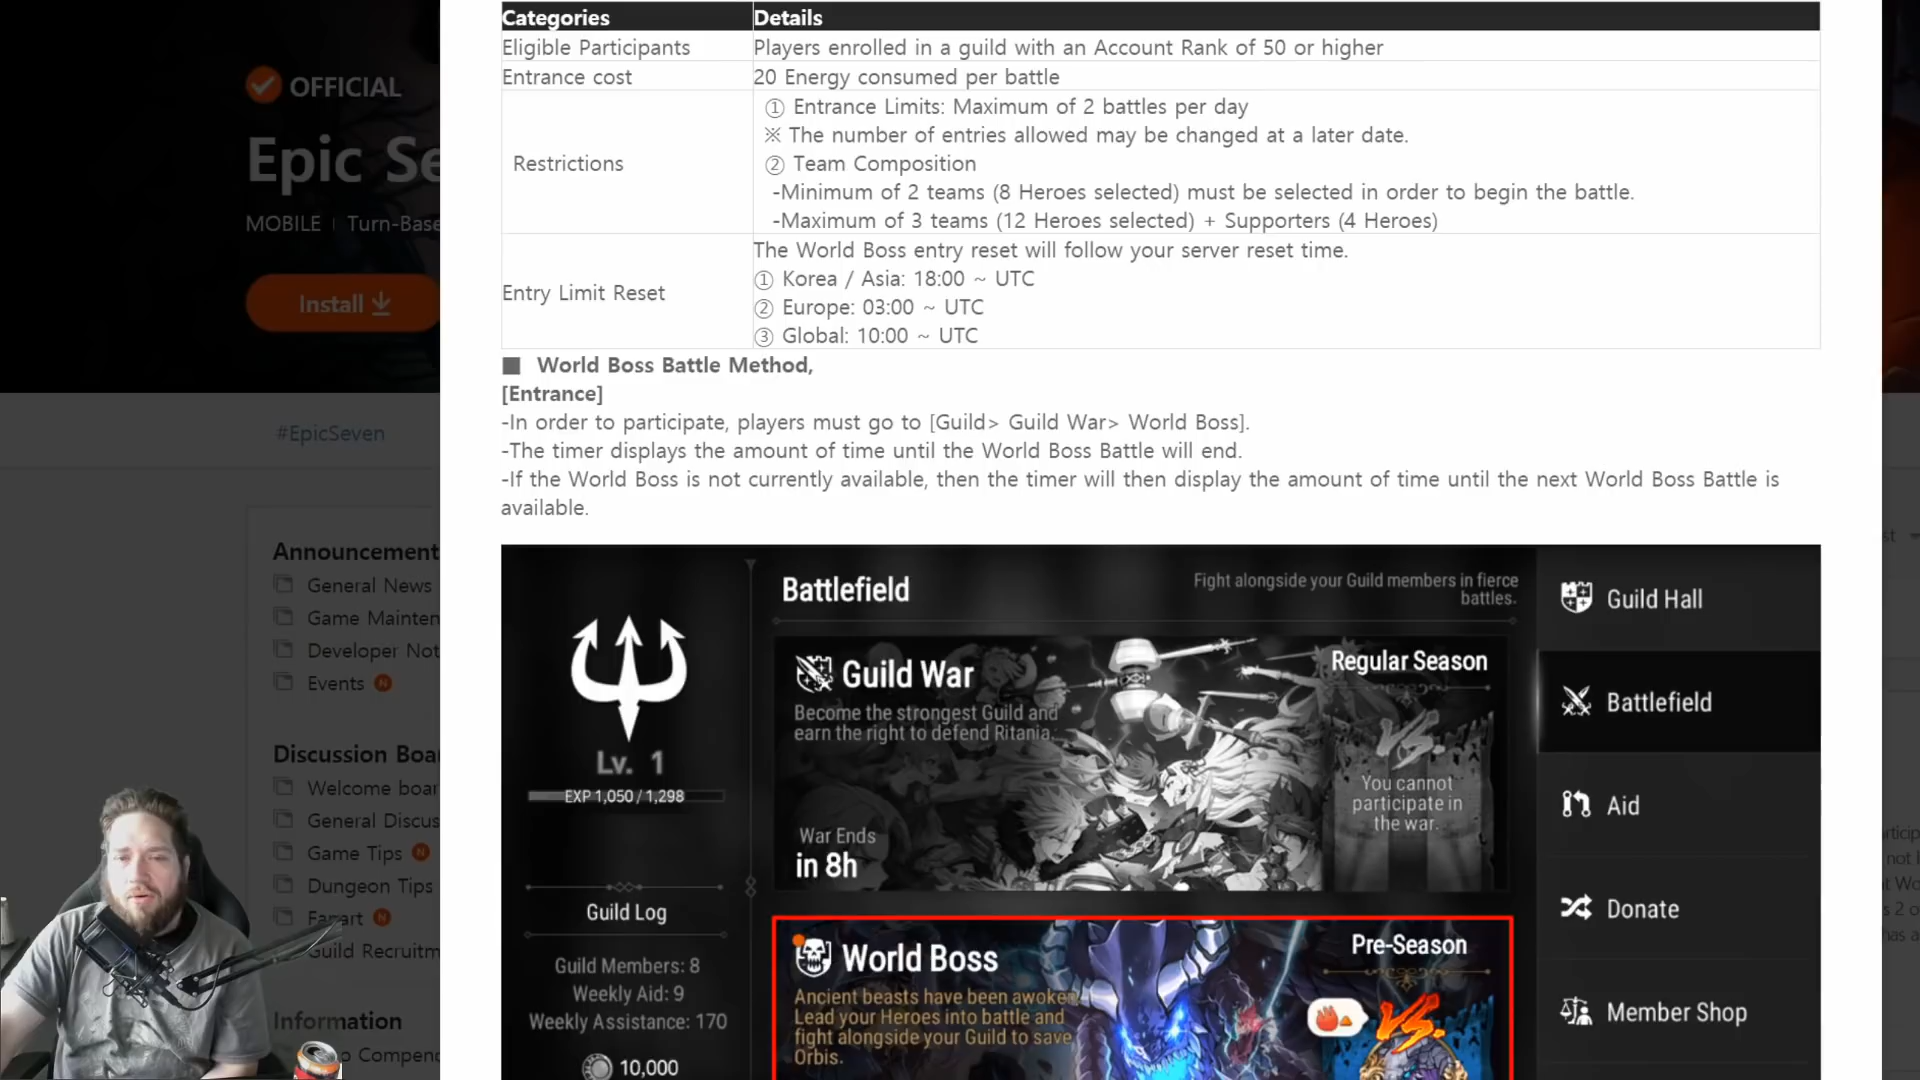 OFFICIAL
Epic Se
MOBILE | Turn-Base
Install
#EpicSeven
Announcement
General News
Game Mainten
Developer Not
Events N
Discussion Boa
Welcome boar
General Discus
Game Tips N
Dungeon Tips
Fanart N
Guild Recruitm
Information
Compend
Categories Details
Eligible Participants Players enrolled in a guild with an Account Rank of 50 or higher
Entrance cost 20 Energy consumed per battle
Restrictions
① Entrance Limits: Maximum of 2 battles per day
※ The number of entries allowed may be changed at a later date.
② Team Composition
-Minimum of 2 teams (8 Heroes selected) must be selected in order to begin the battle.
-Maximum of 3 teams (12 Heroes selected) + Supporters (4 Heroes)
Entry Limit Reset
The World Boss entry reset will follow your server reset time.
① Korea / Asia: 18:00 ~ UTC
② Europe: 03:00 ~ UTC
③ Global: 10:00 ~ UTC
■ World Boss Battle Method,
[Entrance]
-In order to participate, players must go to [Guild> Guild War> World Boss].
-The timer displays the amount of time until the World Boss Battle will end.
-If the World Boss is not currently available, then the timer will then display the amount of time until the next World Boss Battle is
available.
Lv. 1
EXP 1,050 / 1,298
Guild Log
Guild Members: 8
Weekly Aid: 9
Weekly Assistance: 170
10,000
Battlefield
Fight alongside your Guild members in fierce
battles.
Guild War
Become the strongest Guild and
earn the right to defend Ritania.
War Ends
in 8h
Regular Season
VS.
You cannot
participate in
the war.
World Boss
Ancient beasts have been awoken.
Lead your Heroes into battle and
fight alongside your Guild to save
Orbis.
Pre-Season
VS.
Guild Hall
Battlefield
Aid
Donate
Member Shop